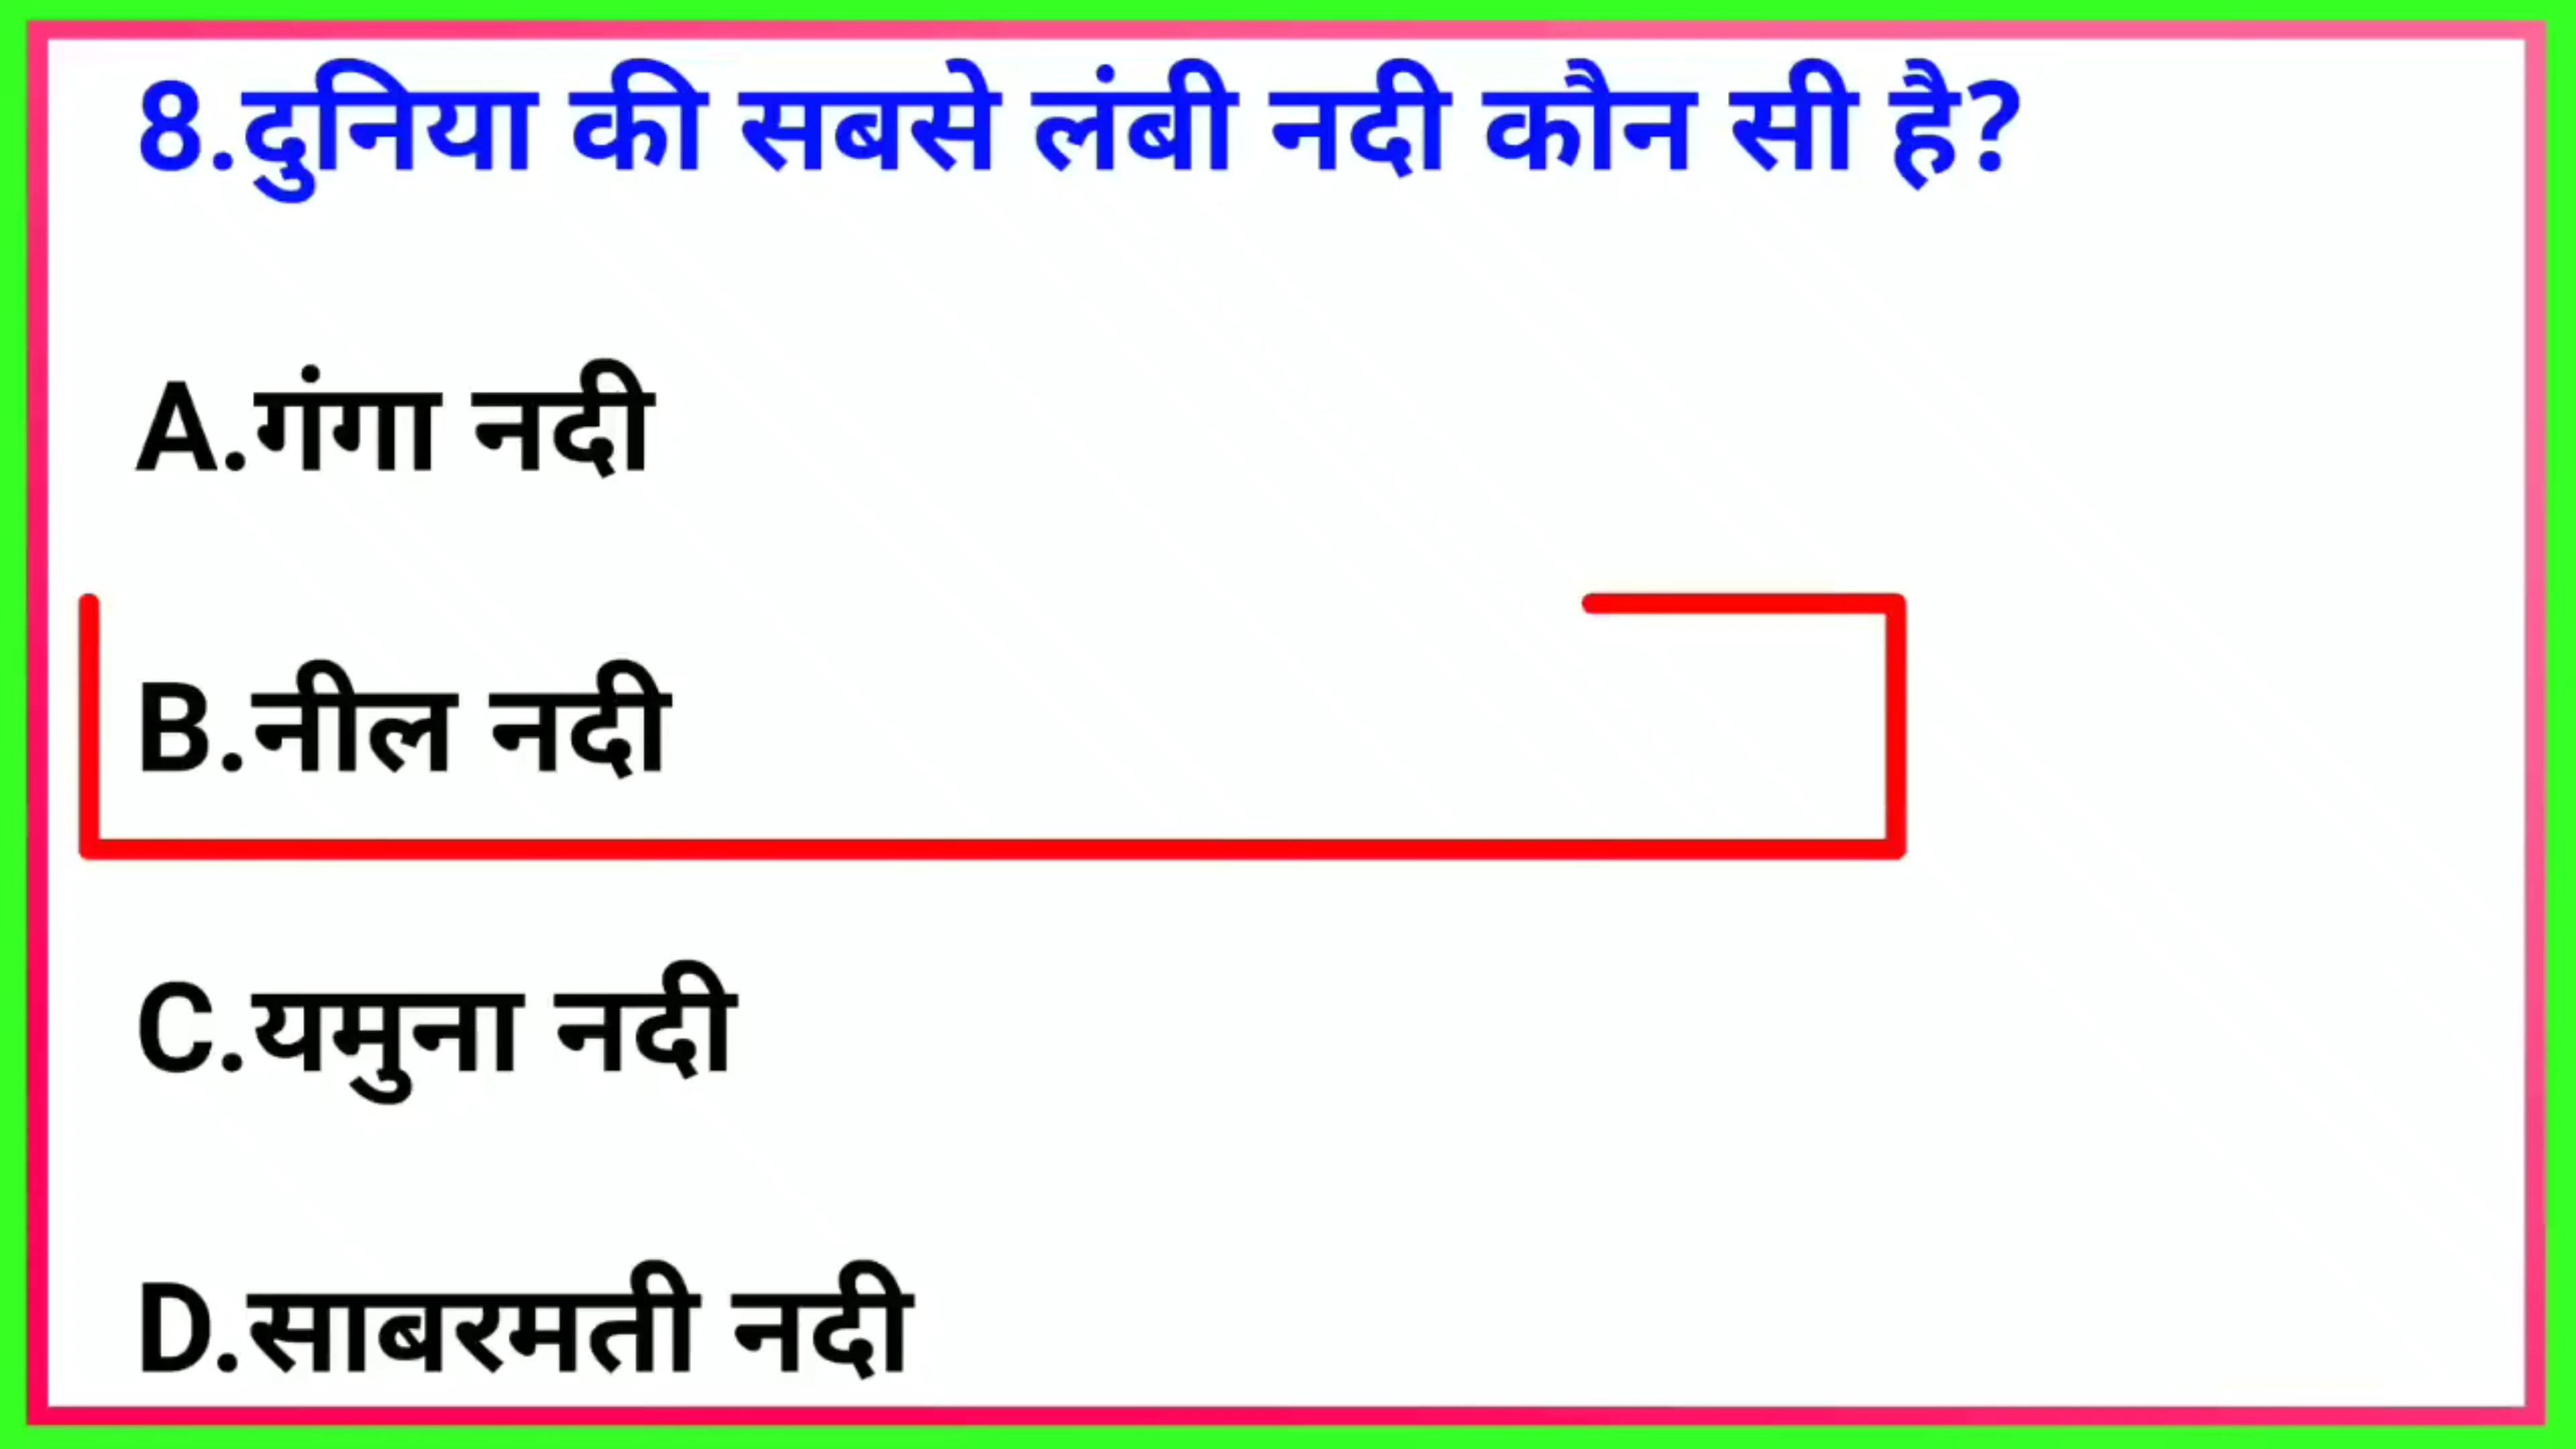 8.दुनिया की सबसे लंबी नदी कौन सी है?
A.गंगा नदी
B.नील नदी
C.यमुना नदी
D.साबरमती नदी